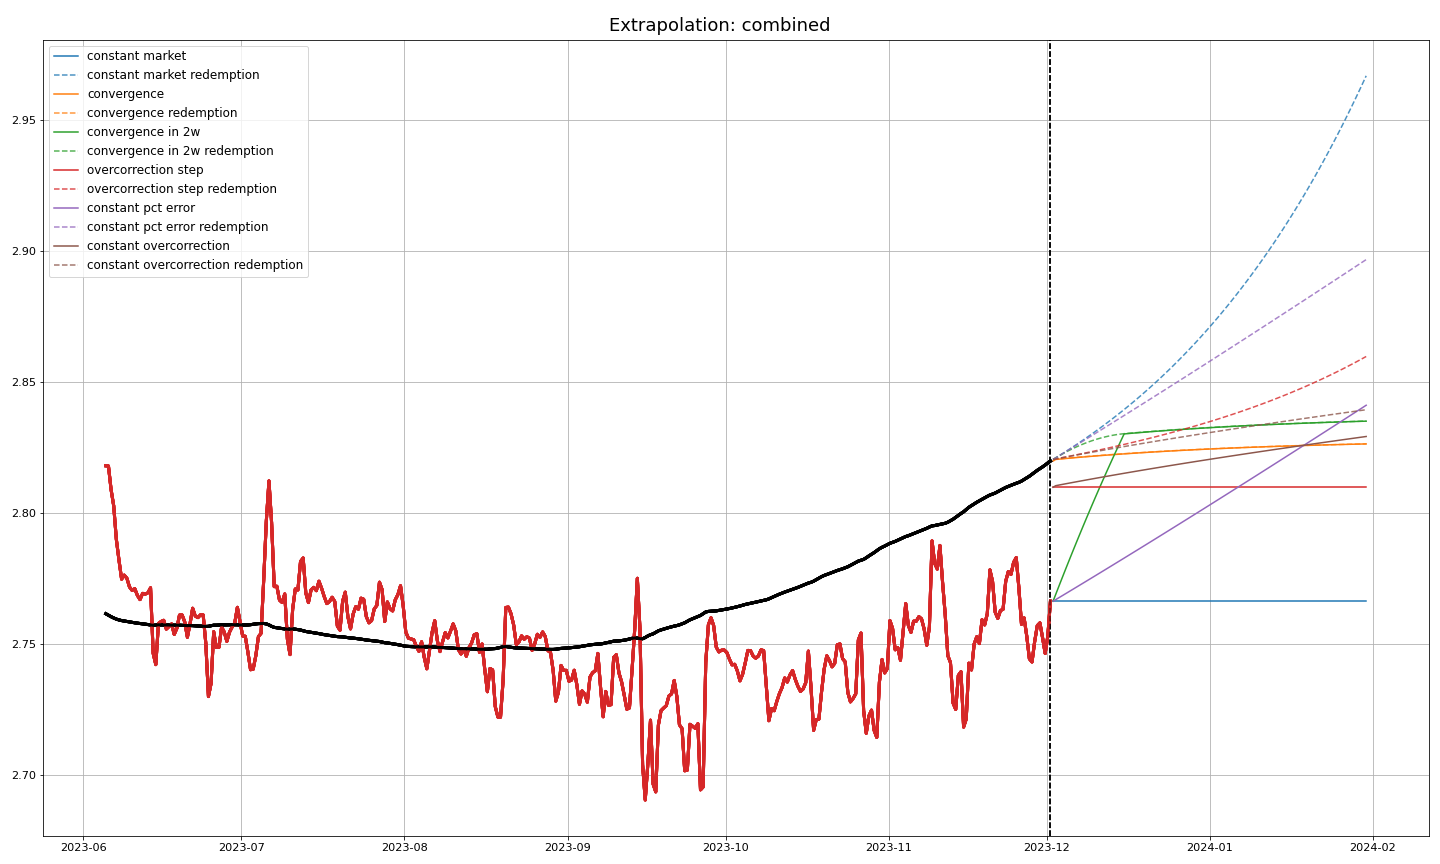 Extrapolation: combined
constant market
constant market redemption
convergence
convergence redemption
convergence in 2w
convergence in 2w redemption
overcorrection step
overcorrection step redemption
constant pct error
constant pct error redemption
constant overcorrection
constant overcorrection redemption
2.95
2.90
2.85
2.80
2.75
2.70
2023-06 2023-07 2023-08 2023-09 2023-10 2023-11 2023-12 2024-01 2024-02